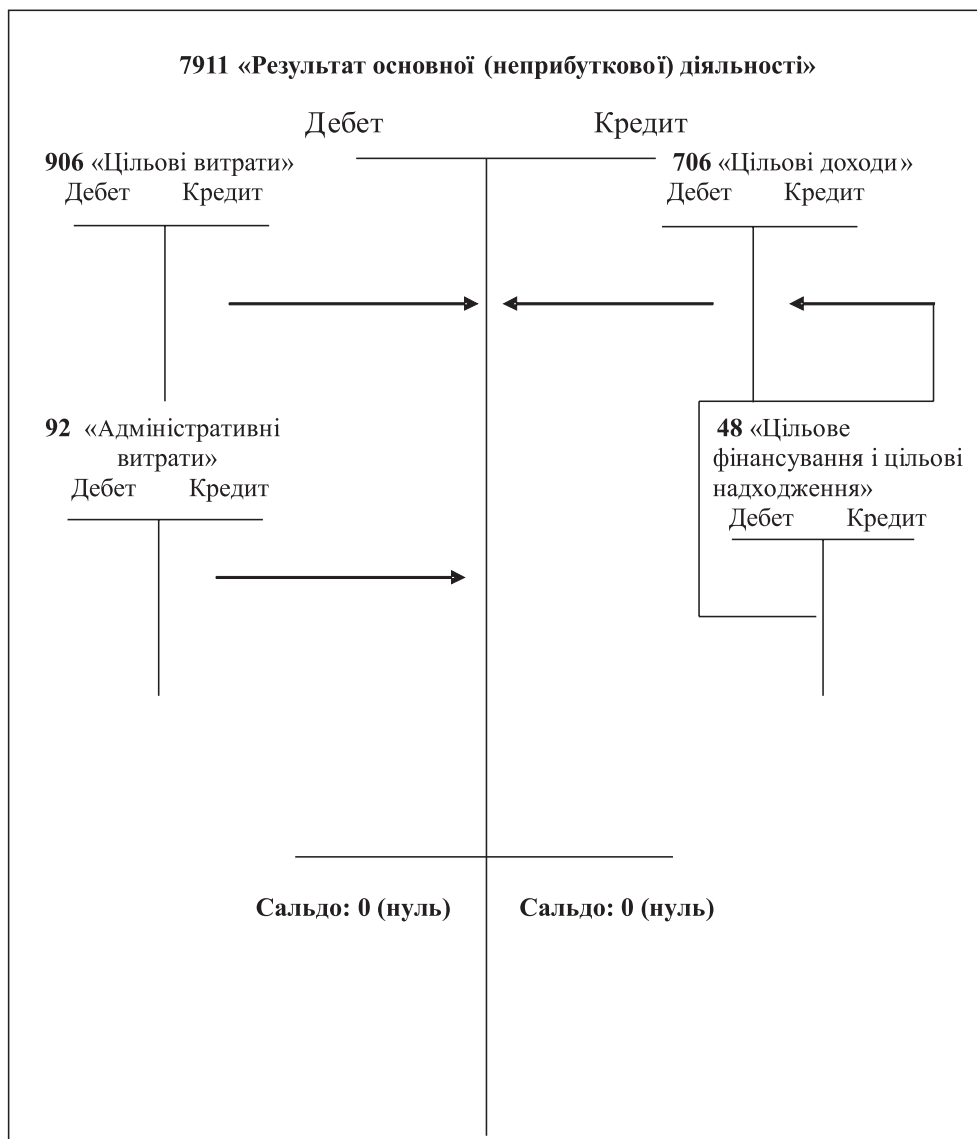 7911 «Результат основної (неприбуткової) діяльності»
Дебет Кредит
906 «Цільові витрати»
Дебет Кредит
706 «Цільові доходи»
Дебет Кредит
92 «Адміністративні
витрати»
Дебет Кредит
48 «Цільове
фінансування і цільові
надходження»
Дебет Кредит
Сальдо: 0 (нуль) Сальдо: 0 (нуль)